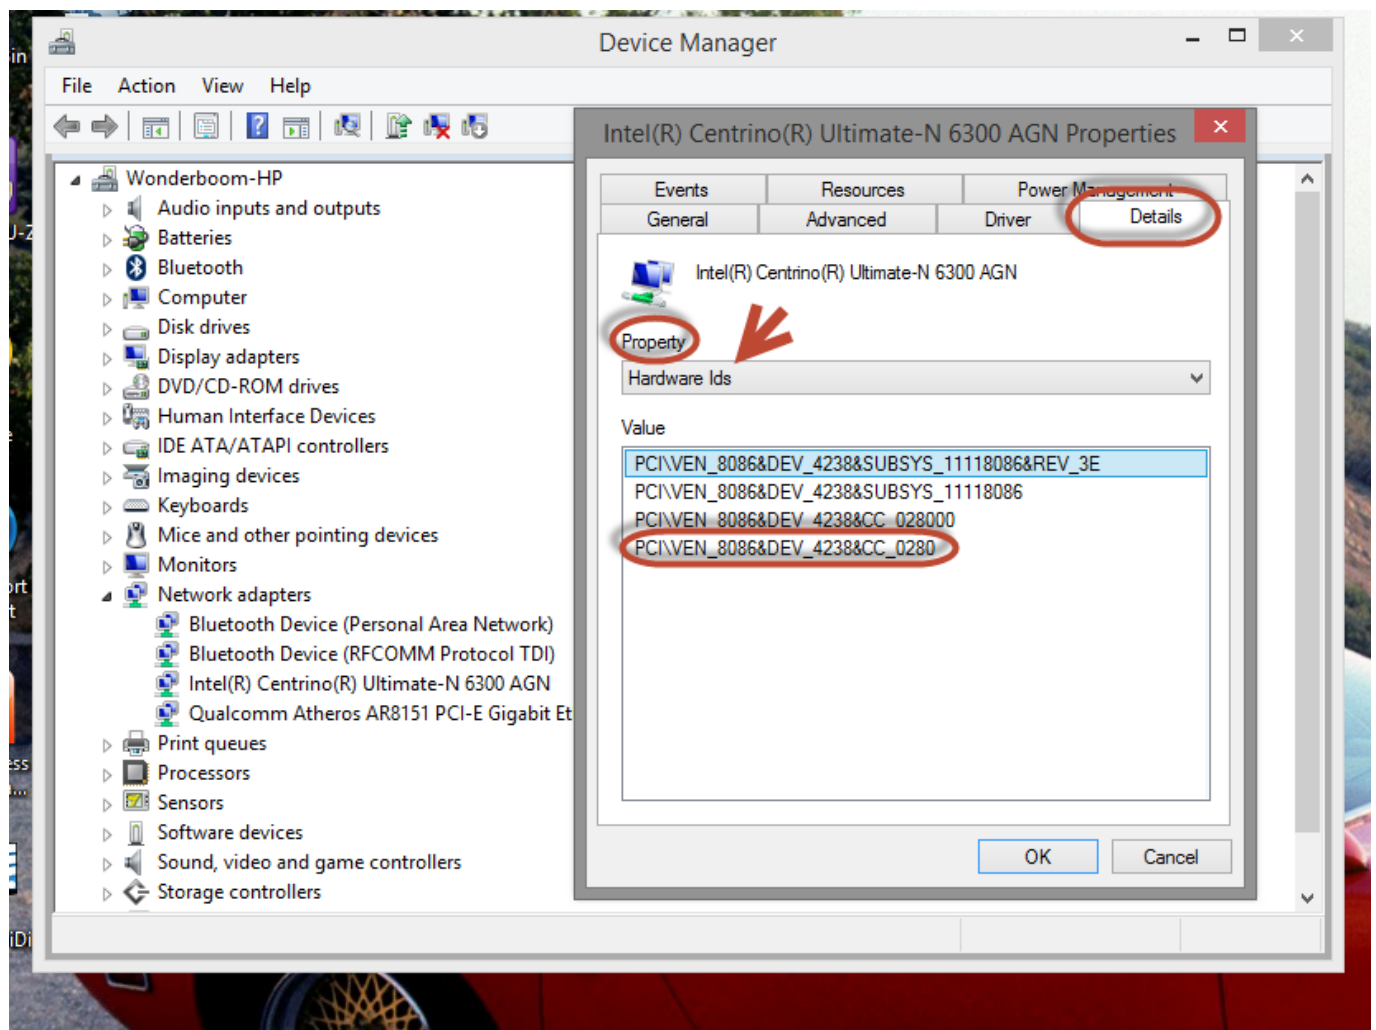 Device Manager
File Action View Help
Wonderboom-HP
Audio inputs and outputs
Batteries
Bluetooth
Computer
Disk drives
Display adapters
DVD/CD-ROM drives
Human Interface Devices
IDE ATA/ATAPI controllers
Imaging devices
Keyboards
Mice and other pointing devices
Monitors
Network adapters
Bluetooth Device (Personal Area Network)
Bluetooth Device (RFCOMM Protocol TDI)
Intel(R) Centrino(R) Ultimate-N 6300 AGN
Qualcomm Atheros AR8151 PCI-E Gigabit Et
Print queues
Processors
Sensors
Software devices
Sound, video and game controllers
Storage controllers
Intel(R) Centrino(R) Ultimate-N 6300 AGN Properties
Events Resources Power Management
General Advanced Driver Details
Intel(R) Centrino(R) Ultimate-N 6300 AGN
Property
Hardware Ids
Value
PCI\VEN_8086&DEV_4238&SUBSYS_11118086&REV_3E
PCI\VEN_8086&DEV_4238&SUBSYS_11118086
PCI\VEN_8086&DEV_4238&CC_028000
PCI\VEN_8086&DEV_4238&CC_0280
OK Cancel